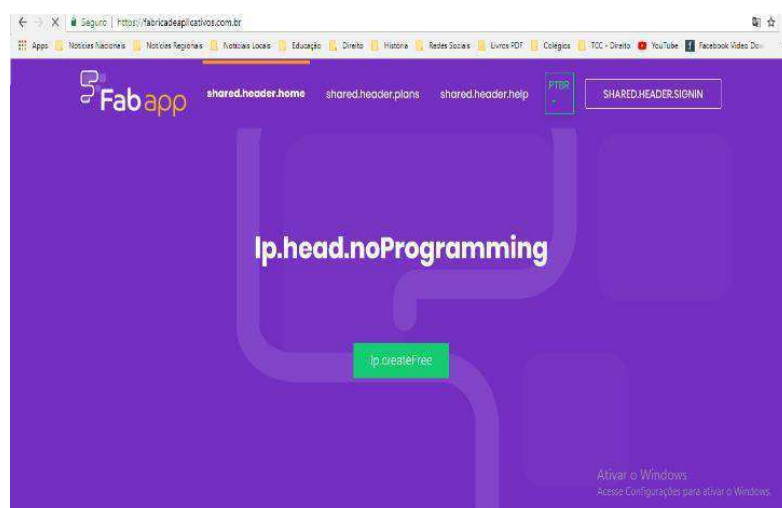 Seguro | https://fabricadeaplicativos.com.br
Apps Notícias Nacionais Notícias Regionais Notíciais Locais Educação Direito História Redes Sociais Livros PDF Colégios TCC - Direito YouTube Facebook Video Dow
Fabapp shared.header.home shared.header.plans shared.header.help PTBR SHARED.HEADER.SIGNIN
lp.head.noProgramming
lp.createFree
Ativar o Windows
Acesse Configurações para ativar o Windows.